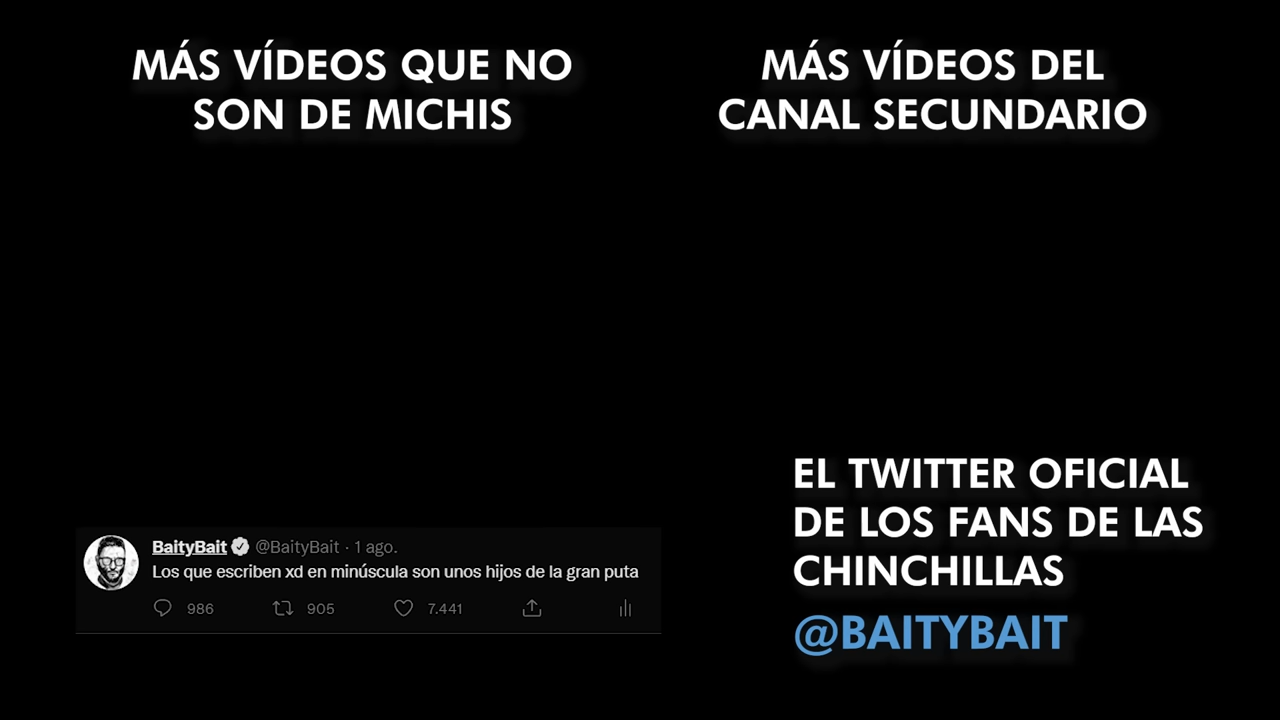 MÁS VÍDEOS QUE NO
SON DE MICHIS
MÁS VÍDEOS DEL
CANAL SECUNDARIO
BaityBait @BaityBait · 1 ago.
Los que escriben xd en minúscula son unos hijos de la gran puta
986 905 7.441
EL TWITTER OFICIAL
DE LOS FANS DE LAS
CHINCHILLAS
@BAITYBAIT